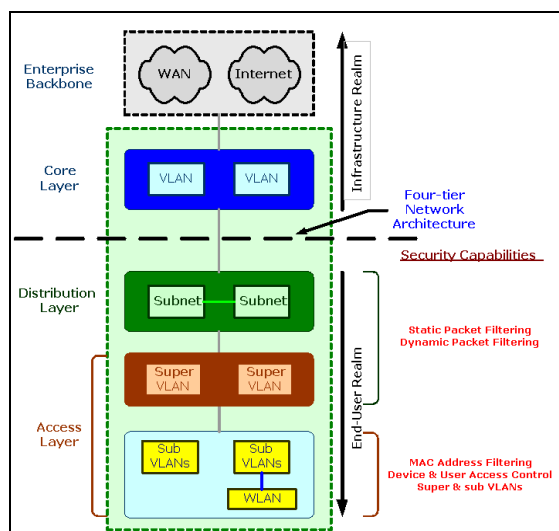 Enterprise
Backbone
WAN
Internet
Infrastructure Realm
Core
Layer
VLAN
VLAN
Four-tier
Network
Architecture
Security Capabilities
Distribution
Layer
Subnet
Subnet
Static Packet Filtering
Dynamic Packet Filtering
End-User Realm
Super
VLAN
Super
VLAN
Access
Layer
Sub
VLANs
Sub
VLANs
WLAN
MAC Address Filtering
Device & User Access Control
Super & sub VLANs